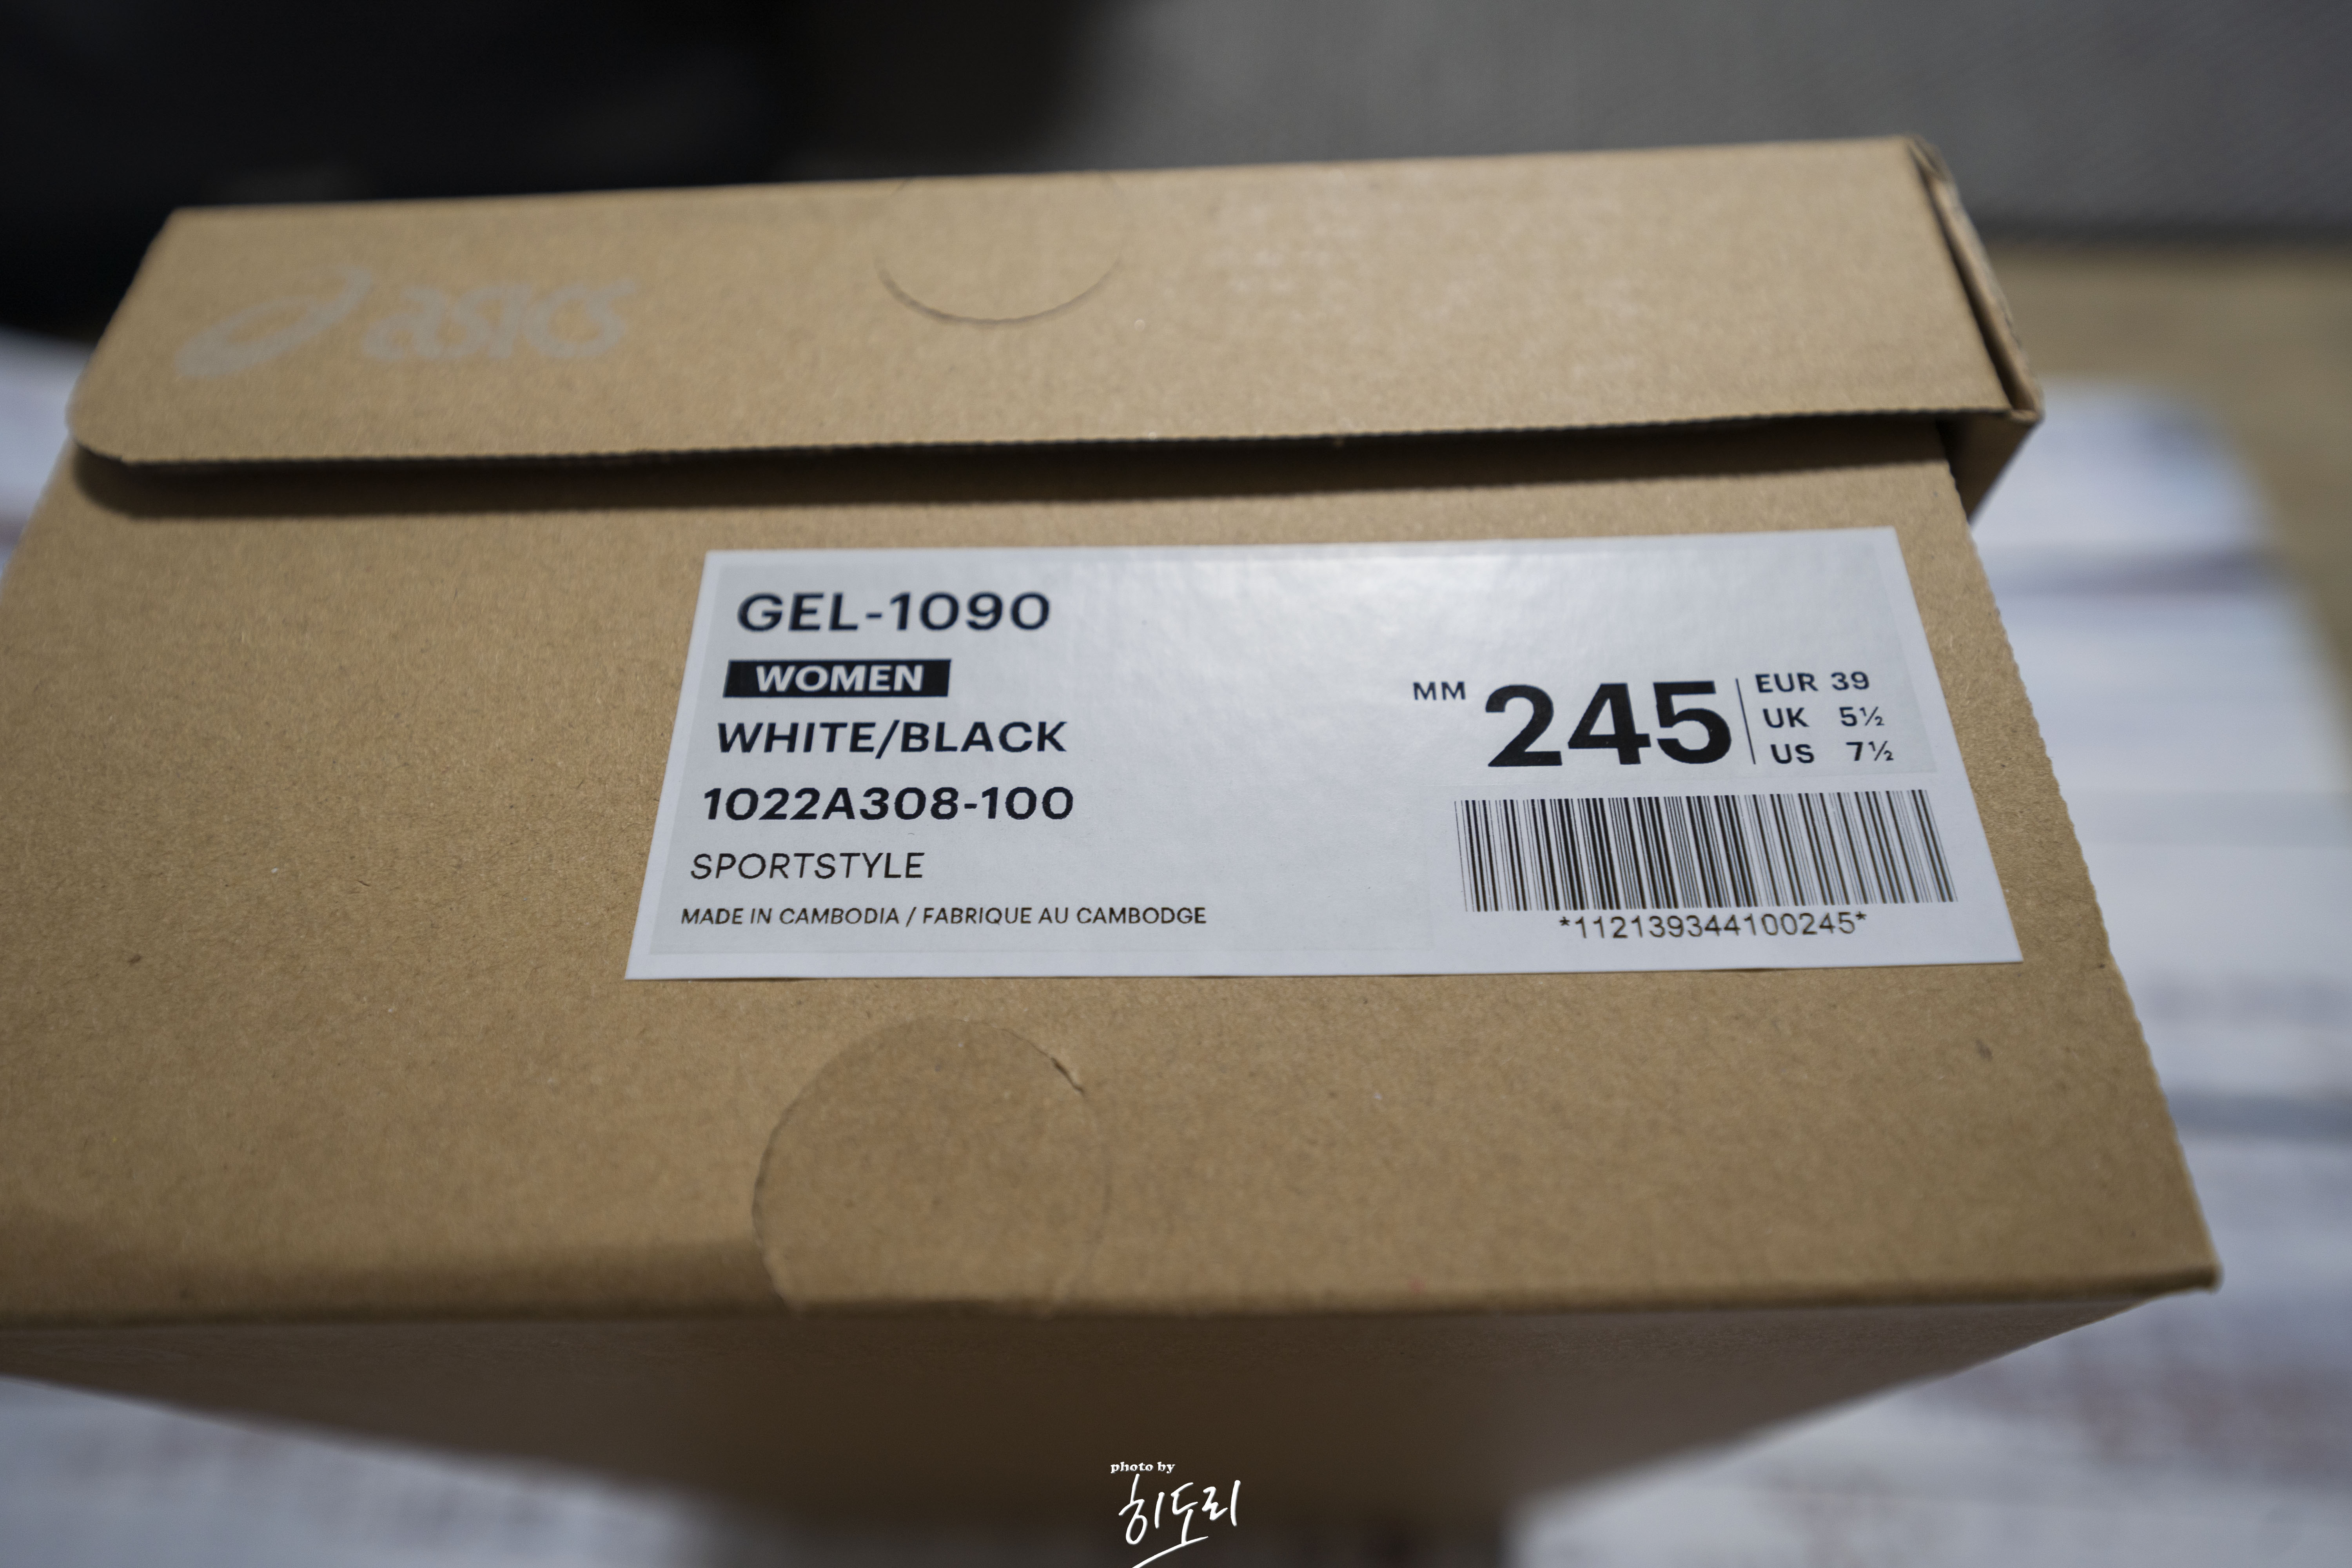 asics
GEL-1090
WOMEN
WHITE/BLACK
1022A308-100
SPORTSTYLE
MADE IN CAMBODIA / FABRIQUE AU CAMBODGE
MM 245
EUR 39
UK 5½
US 7½
*112139344100245*
photo by
히도리